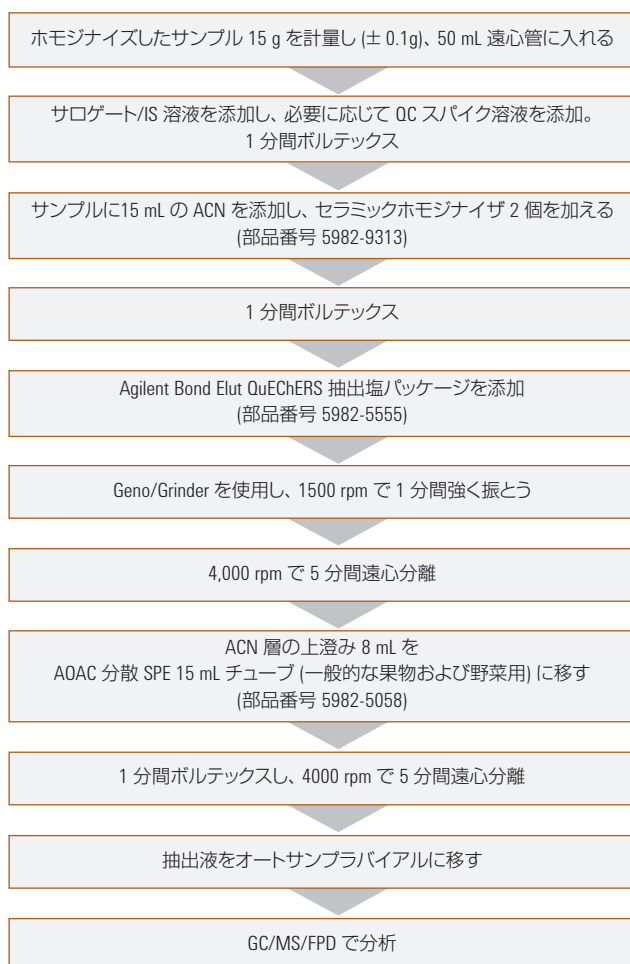 ホモジナイズしたサンプル 15 g を計量し (± 0.1g)、50 mL 遠心管に入れる
サロゲート/IS 溶液を添加し、必要に応じて QC スパイク溶液を添加。
1 分間ボルテックス
サンプルに15 mL の ACN を添加し、セラミックホモジナイザ 2 個を加える
(部品番号 5982-9313)
1 分間ボルテックス
Agilent Bond Elut QuEChERS 抽出塩パッケージを添加
(部品番号 5982-5555)
Geno/Grinder を使用し、1500 rpm で 1 分間強く振とう
4,000 rpm で 5 分間遠心分離
ACN 層の上澄み 8 mL を
AOAC 分散 SPE 15 mL チューブ (一般的な果物および野菜用) に移す
(部品番号 5982-5058)
1 分間ボルテックスし、4000 rpm で 5 分間遠心分離
抽出液をオートサンプラバイアルに移す
GC/MS/FPD で分析